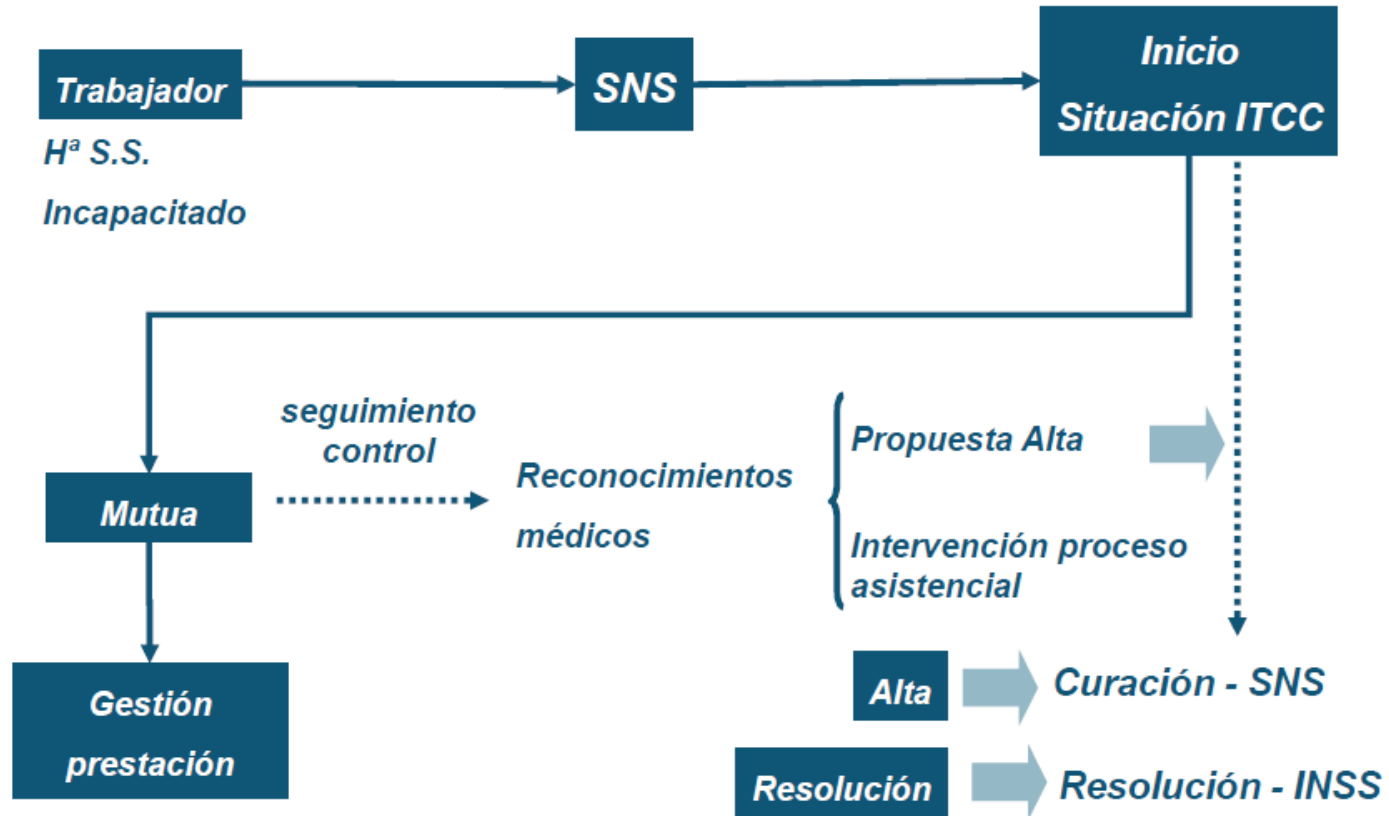 Trabajador
Hª S.S.
Incapacitado
SNS
Inicio
Situación ITCC
seguimiento
control
Mutua
Reconocimientos
médicos
Propuesta Alta
Intervención proceso
asistencial
Gestión
prestación
Alta
Curación - SNS
Resolución
Resolución - INSS